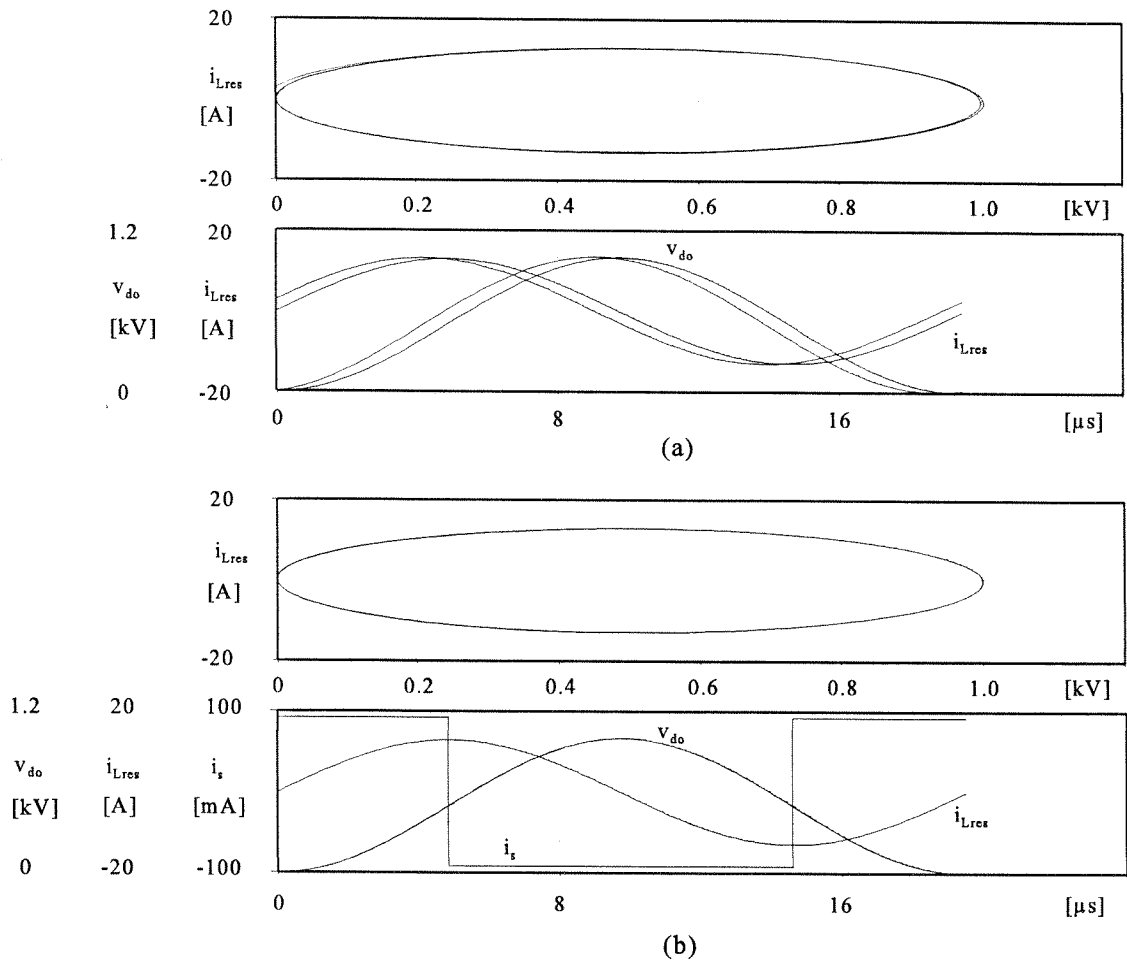 20
i_Lres
[A]
-20
0 0.2 0.4 0.6 0.8 1.0 [kV]
1.2 20
v_do
v_do i_Lres
[kV] [A]
i_Lres
0 -20
0 8 16 [µs]
(a)
20
i_Lres
[A]
-20
0 0.2 0.4 0.6 0.8 1.0 [kV]
1.2 20 100
v_do
v_do i_Lres i_s
[kV] [A] [mA]
i_Lres
i_s
0 -20 -100
0 8 16 [µs]
(b)